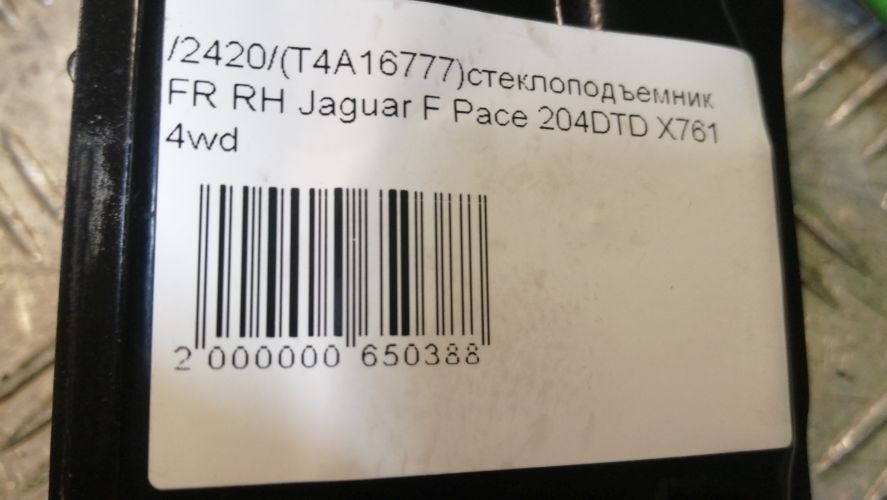 /2420/(T4A16777)стеклоподъемник
FR RH Jaguar F Pace 204DTD X761
4wd
2 000000 650388